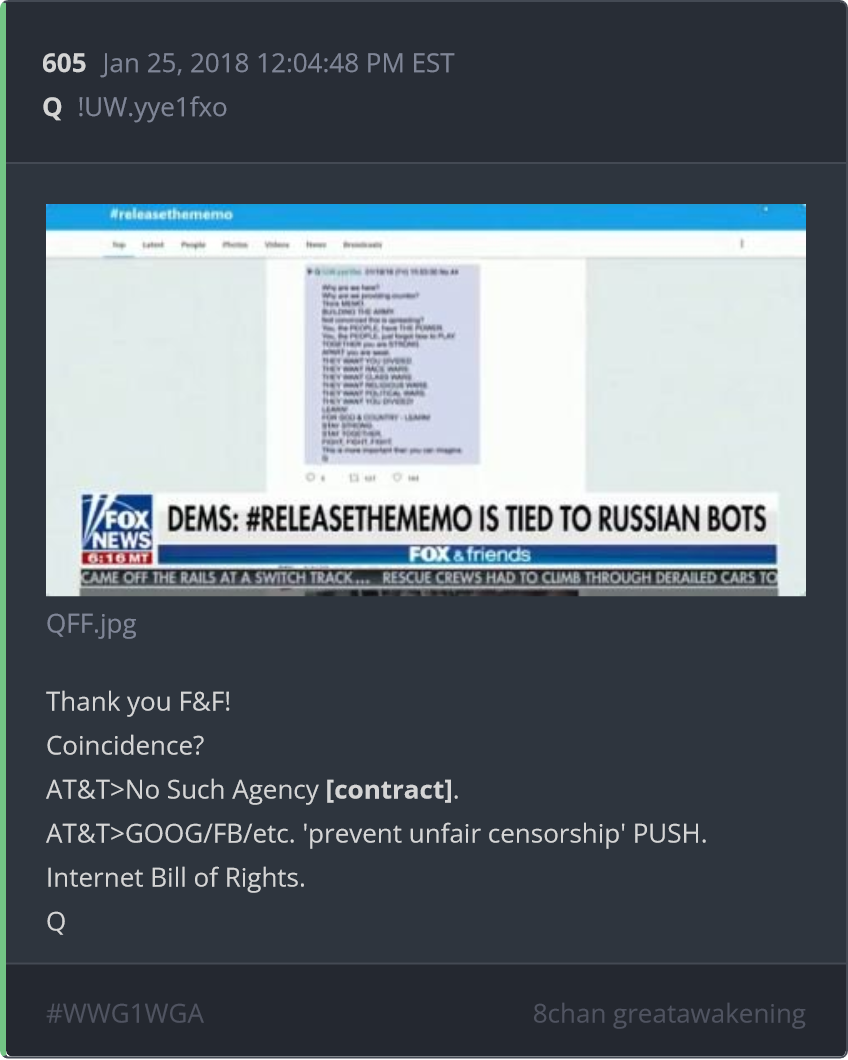 605 Jan 25, 2018 12:04:48 PM EST
Q !UW.yye1fxo
#releasethememo
Top Latest People Photos Videos News Broadcasts
Why are we here?
Why are we providing crumbs?
Think MEMO.
BUILDING THE ARMY.
Not convinced this is spreading?
You, the PEOPLE, have THE POWER.
You, the PEOPLE, just forgot how to PLAY.
TOGETHER you are STRONG.
APART you are weak.
THEY WANT YOU DIVIDED.
THEY WANT RACE WARS.
THEY WANT CLASS WARS.
THEY WANT RELIGIOUS WARS.
THEY WANT POLITICAL WARS.
THEY WANT YOU DIVIDED!
LEARN!
FOR GOD & COUNTRY - LEARN!
STAY STRONG.
STAY TOGETHER.
FIGHT, FIGHT, FIGHT.
This is more important than you can imagine.
Q
FOX
NEWS
6:16 MT
DEMS: #RELEASETHEMEMO IS TIED TO RUSSIAN BOTS
FOX & friends
CAME OFF THE RAILS AT A SWITCH TRACK... RESCUE CREWS HAD TO CLIMB THROUGH DERAILED CARS TO
QFF.jpg
Thank you F&F!
Coincidence?
AT&T>No Such Agency [contract].
AT&T>GOOG/FB/etc. 'prevent unfair censorship' PUSH.
Internet Bill of Rights.
Q
#WWG1WGA 8chan greatawakening